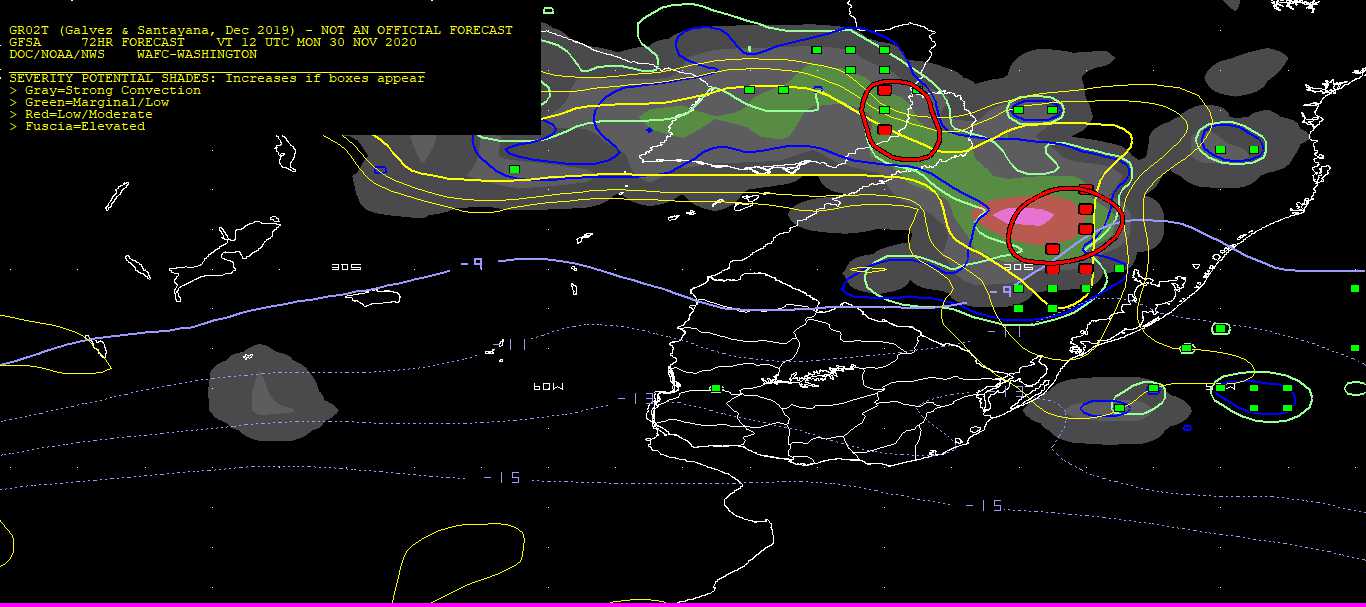 GR02T (Galvez & Santayana, Dec 2019) - NOT AN OFFICIAL FORECAST
GFSA     72HR FORECAST    VT 12 UTC MON 30 NOV 2020
DOC/NOAA/NWS    WAFC-WASHINGTON
SEVERITY POTENTIAL SHADES: Increases if boxes appear
> Gray=Strong Convection
> Green=Marginal/Low
> Red=Low/Moderate
> Fuscia=Elevated
-9
30S
30S
-9
-11
-11
60W
-13
-15
-15